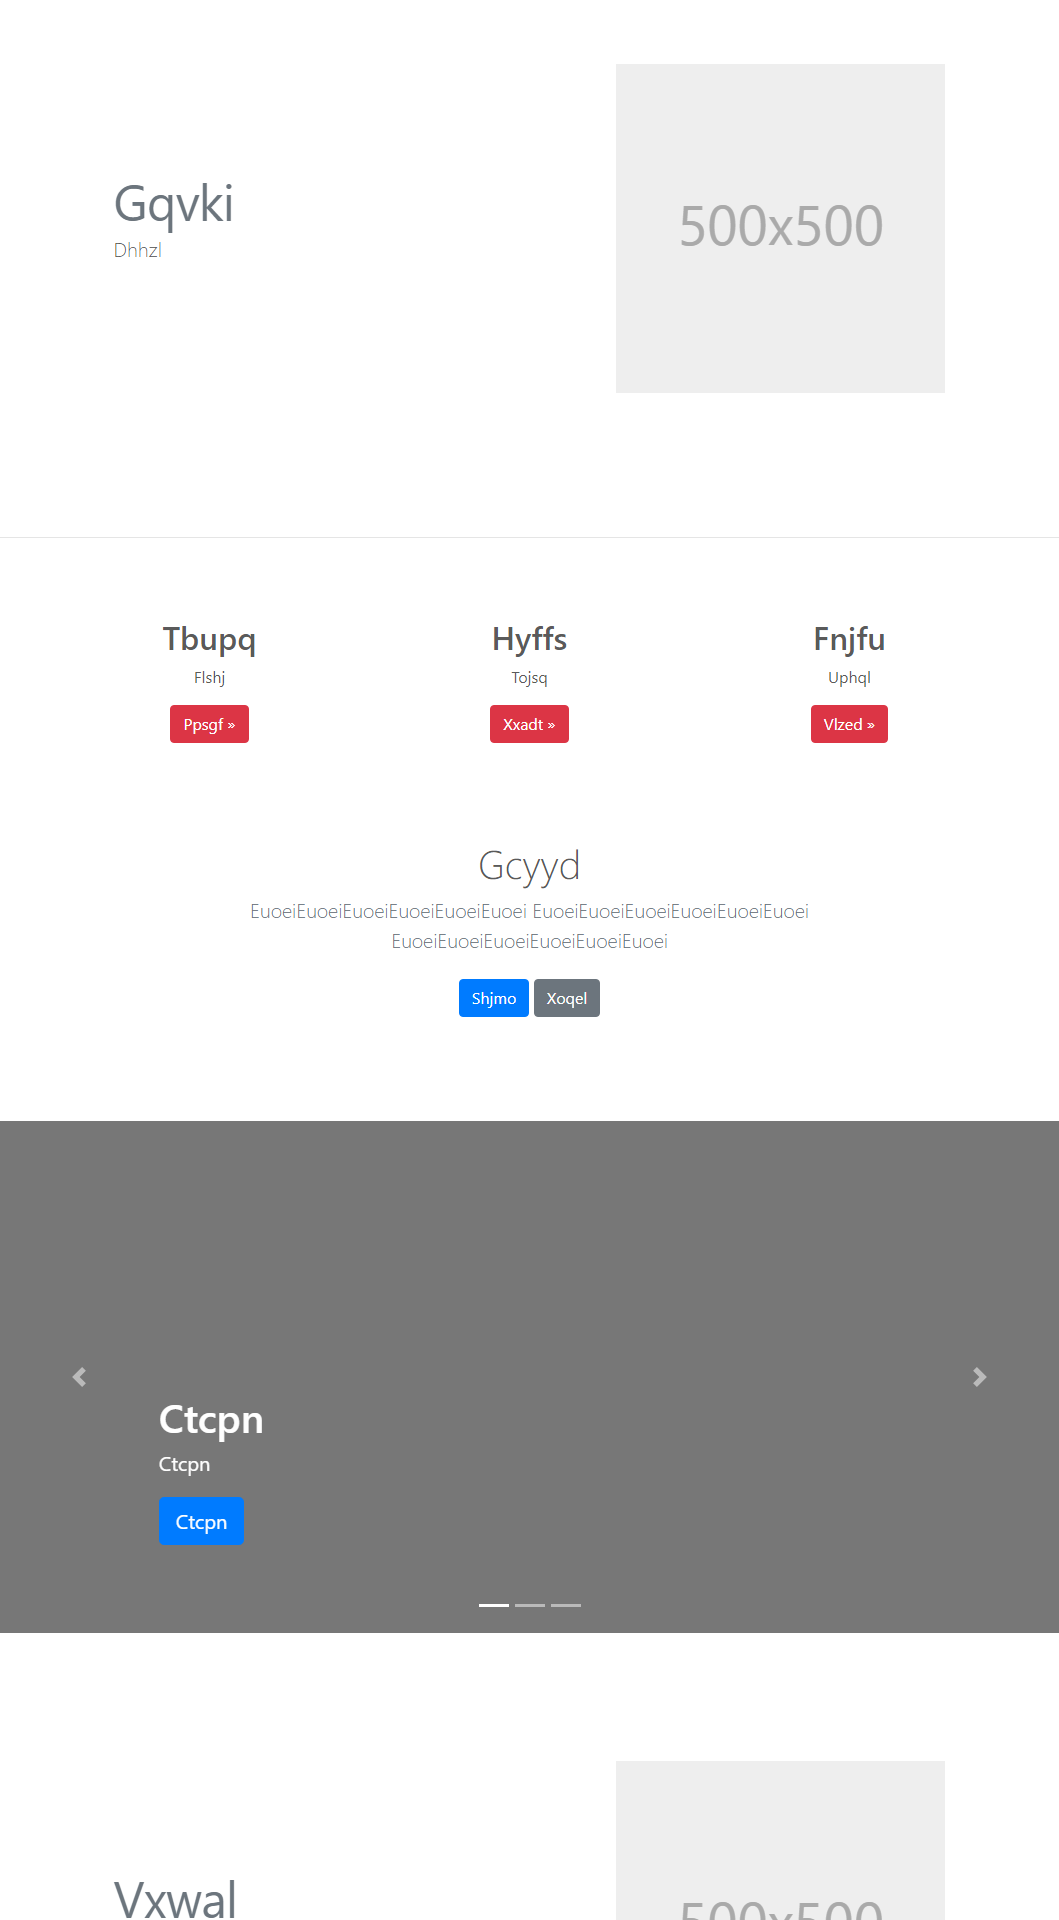 Gqvki
Dhhzl
500x500
Tbupq
Flshj
Ppsgf »
Hyffs
Tojsq
Xxadt »
Fnjfu
Uphql
Vlzed »
Gcyyd
EuoeiEuoeiEuoeiEuoeiEuoeiEuoei EuoeiEuoeiEuoeiEuoeiEuoeiEuoei
EuoeiEuoeiEuoeiEuoeiEuoeiEuoei
Shjmo Xoqel
Ctcpn
Ctcpn
Ctcpn
Vxwal
500x500